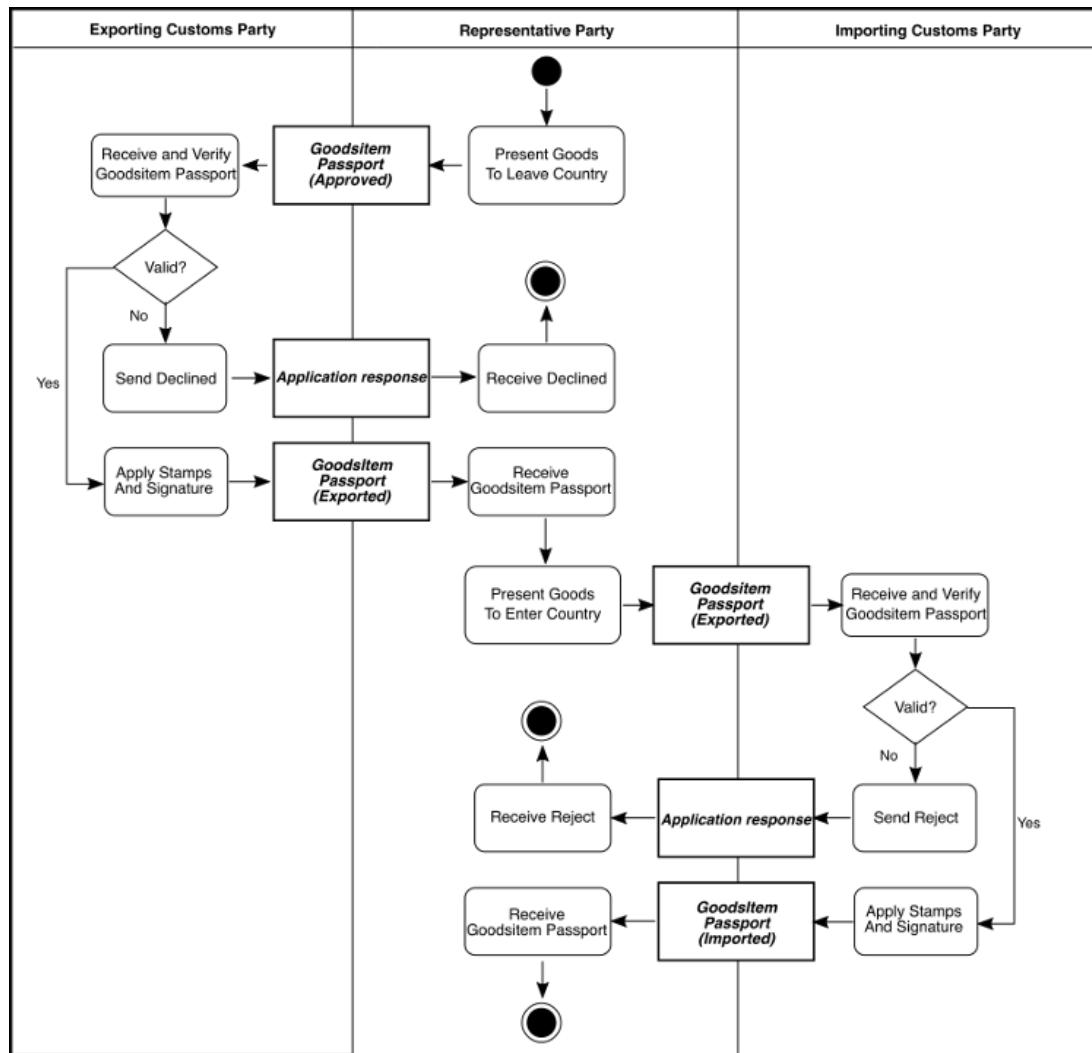 Exporting Customs Party
Representative Party
Importing Customs Party
Receive and Verify
Goodsitem Passport
Goodsitem
Passport
(Approved)
Present Goods
To Leave Country
Valid?
No
Yes
Send Declined
Application response
Receive Declined
Apply Stamps
And Signature
GoodsItem
Passport
(Exported)
Receive
Goodsitem Passport
Present Goods
To Enter Country
Goodsitem
Passport
(Exported)
Receive and Verify
Goodsitem Passport
Valid?
No
Yes
Receive Reject
Application response
Send Reject
Receive
Goodsitem Passport
GoodsItem
Passport
(Imported)
Apply Stamps
And Signature